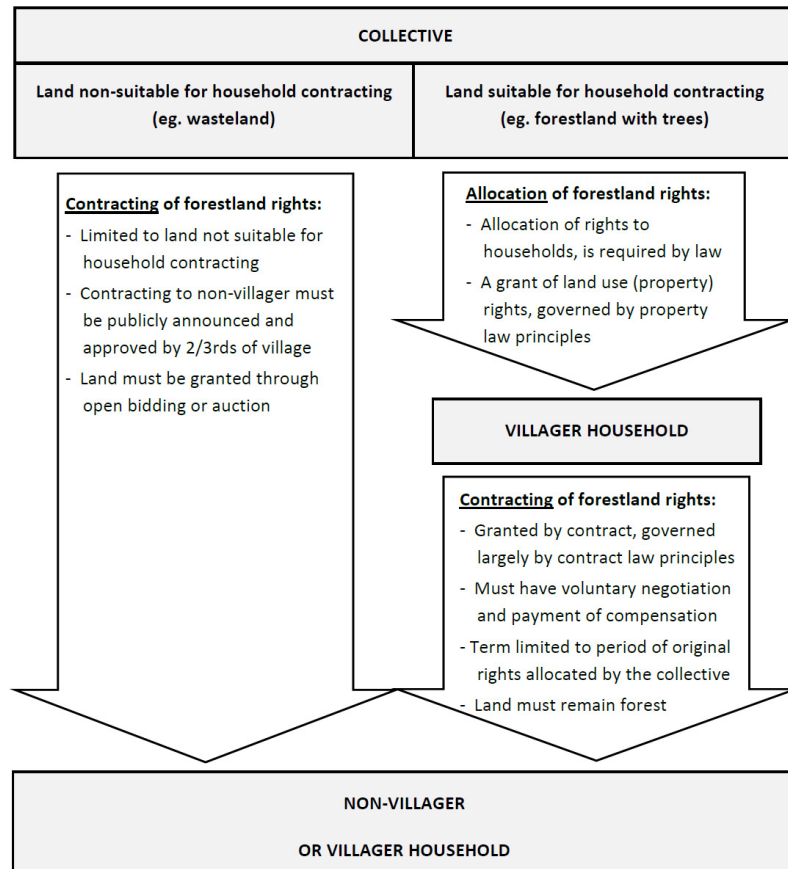 COLLECTIVE
Land non-suitable for household contracting
(eg. wasteland)
Land suitable for household contracting
(eg. forestland with trees)
Contracting of forestland rights:
- Limited to land not suitable for
household contracting
- Contracting to non-villager must
be publicly announced and
approved by 2/3rds of village
- Land must be granted through
open bidding or auction
Allocation of forestland rights:
- Allocation of rights to
households, is required by law
- A grant of land use (property)
rights, governed by property
law principles
VILLAGER HOUSEHOLD
Contracting of forestland rights:
- Granted by contract, governed
largely by contract law principles
- Must have voluntary negotiation
and payment of compensation
- Term limited to period of original
rights allocated by the collective
- Land must remain forest
NON-VILLAGER
OR VILLAGER HOUSEHOLD